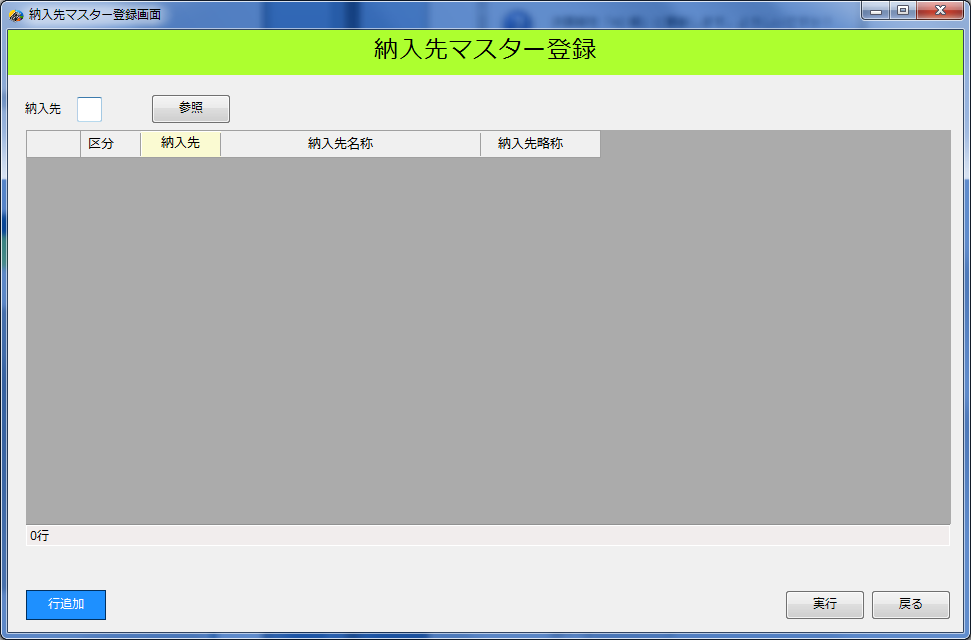 納入先マスター登録画面
納入先マスター登録
納入先 参照
区分 納入先 納入先名称 納入先略称
0行
行追加 実行 戻る